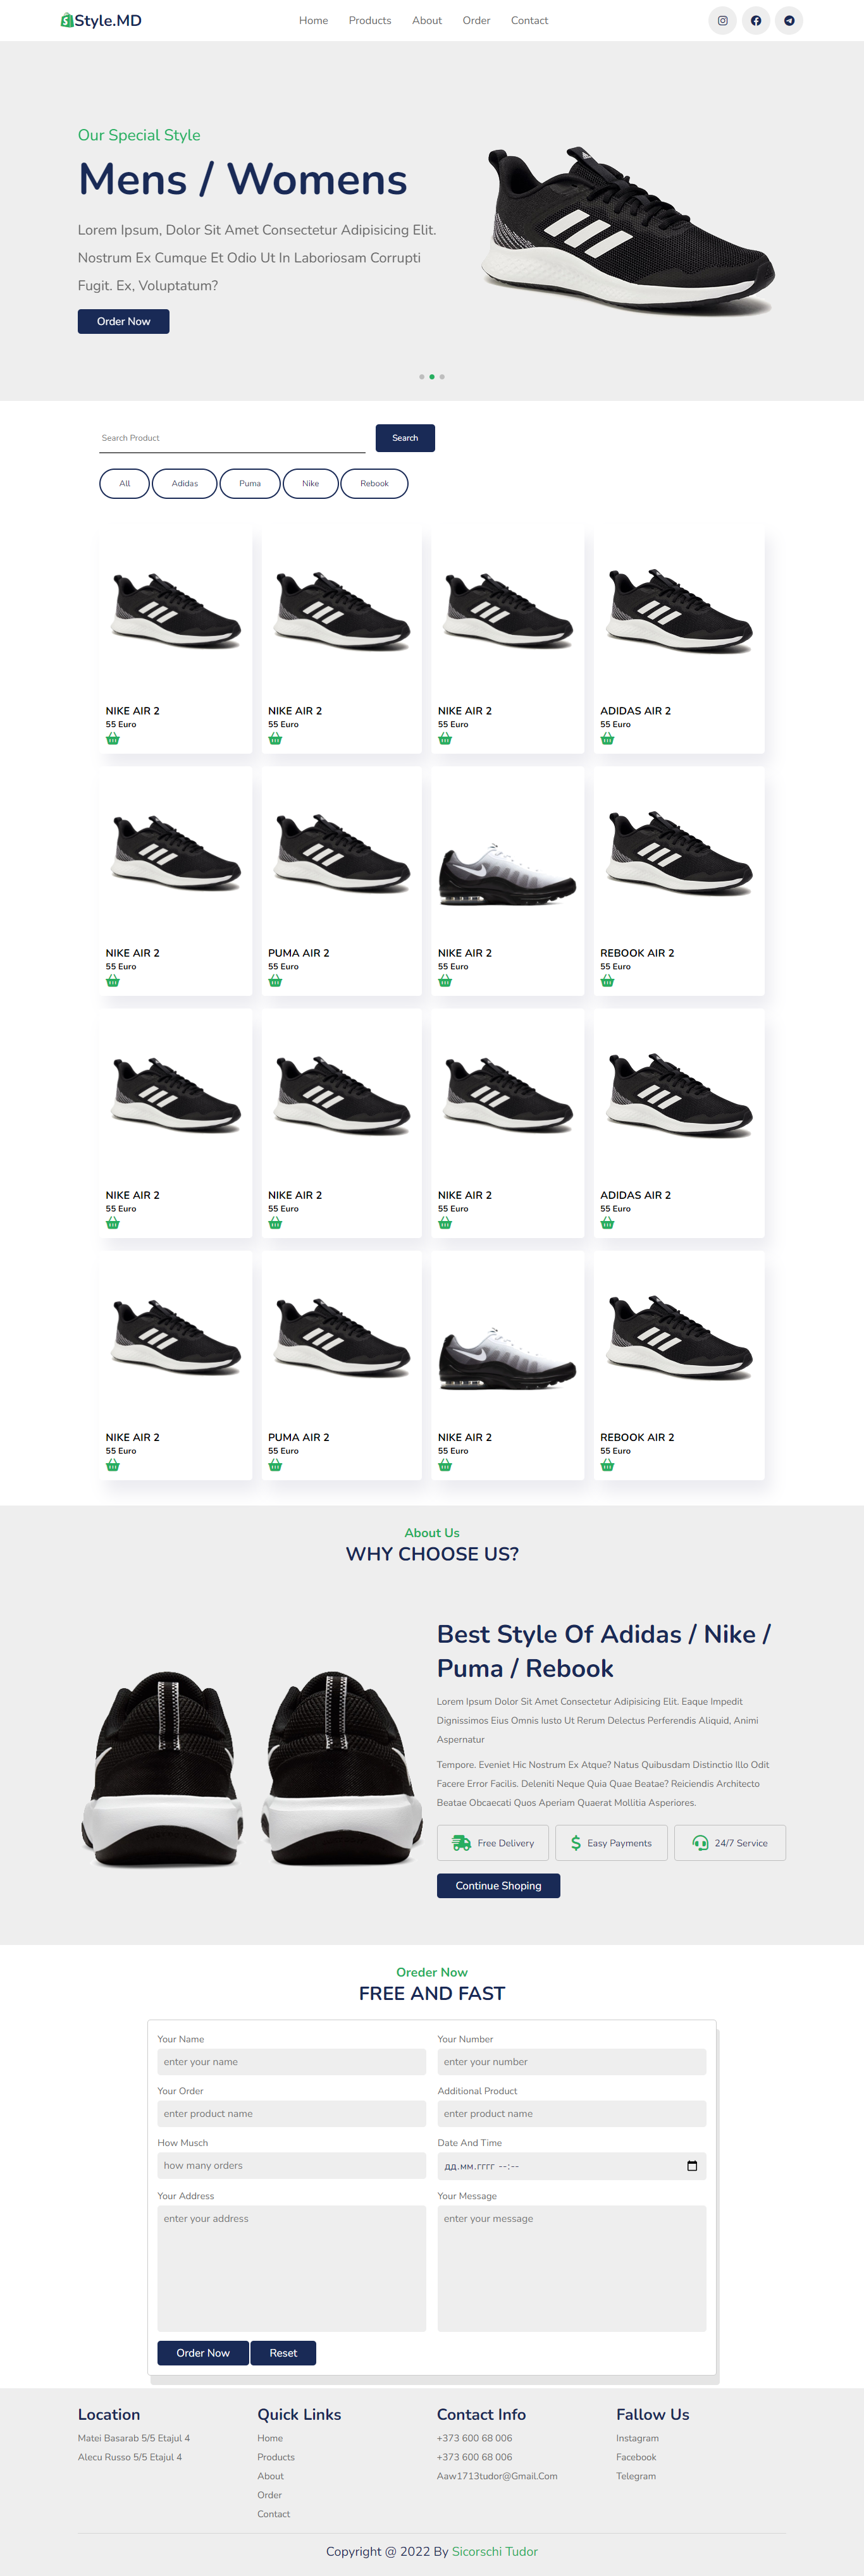 Style.MD
Home Products About Order Contact
Our Special Style
Mens / Womens
Lorem Ipsum, Dolor Sit Amet Consectetur Adipisicing Elit.
Nostrum Ex Cumque Et Odio Ut In Laboriosam Corrupti
Fugit. Ex, Voluptatum?
Order Now
Search Product
Search
All Adidas Puma Nike Rebook
NIKE AIR 2 NIKE AIR 2 NIKE AIR 2 ADIDAS AIR 2
55 Euro 55 Euro 55 Euro 55 Euro
NIKE AIR 2 PUMA AIR 2 NIKE AIR 2 REBOOK AIR 2
55 Euro 55 Euro 55 Euro 55 Euro
NIKE AIR 2 NIKE AIR 2 NIKE AIR 2 ADIDAS AIR 2
55 Euro 55 Euro 55 Euro 55 Euro
NIKE AIR 2 PUMA AIR 2 NIKE AIR 2 REBOOK AIR 2
55 Euro 55 Euro 55 Euro 55 Euro
About Us
WHY CHOOSE US?
Best Style Of Adidas / Nike /
Puma / Rebook
Lorem Ipsum Dolor Sit Amet Consectetur Adipisicing Elit. Eaque Impedit
Dignissimos Eius Omnis Iusto Ut Rerum Delectus Perferendis Aliquid, Animi
Aspernatur
Tempore. Eveniet Hic Nostrum Ex Atque? Natus Quibusdam Distinctio Illo Odit
Facere Error Facilis. Deleniti Neque Quia Quae Beatae? Reiciendis Architecto
Beatae Obcaecati Quos Aperiam Quaerat Mollitia Asperiores.
Free Delivery Easy Payments 24/7 Service
Continue Shoping
Oreder Now
FREE AND FAST
Your Name Your Number
enter your name enter your number
Your Order Additional Product
enter product name enter product name
How Musch Date And Time
how many orders дд.мм.гггг --:--
Your Address Your Message
enter your address enter your message
Order Now Reset
Location Quick Links Contact Info Fallow Us
Matei Basarab 5/5 Etajul 4 Home +373 600 68 006 Instagram
Alecu Russo 5/5 Etajul 4 Products +373 600 68 006 Facebook
About Aaw1713tudor@Gmail.Com Telegram
Order
Contact
Copyright @ 2022 By Sicorschi Tudor